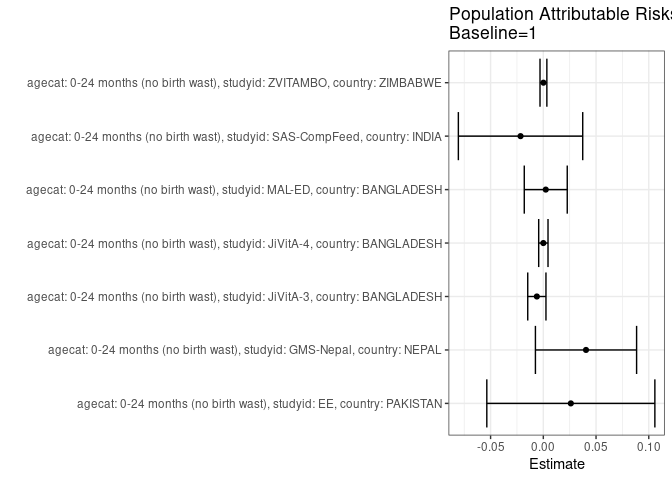 Population Attributable Risks
Baseline=1
agecat: 0-24 months (no birth wast), studyid: ZVITAMBO, country: ZIMBABWE
agecat: 0-24 months (no birth wast), studyid: SAS-CompFeed, country: INDIA
agecat: 0-24 months (no birth wast), studyid: MAL-ED, country: BANGLADESH
agecat: 0-24 months (no birth wast), studyid: JiVitA-4, country: BANGLADESH
agecat: 0-24 months (no birth wast), studyid: JiVitA-3, country: BANGLADESH
agecat: 0-24 months (no birth wast), studyid: GMS-Nepal, country: NEPAL
agecat: 0-24 months (no birth wast), studyid: EE, country: PAKISTAN
-0.05 0.00 0.05 0.10
Estimate